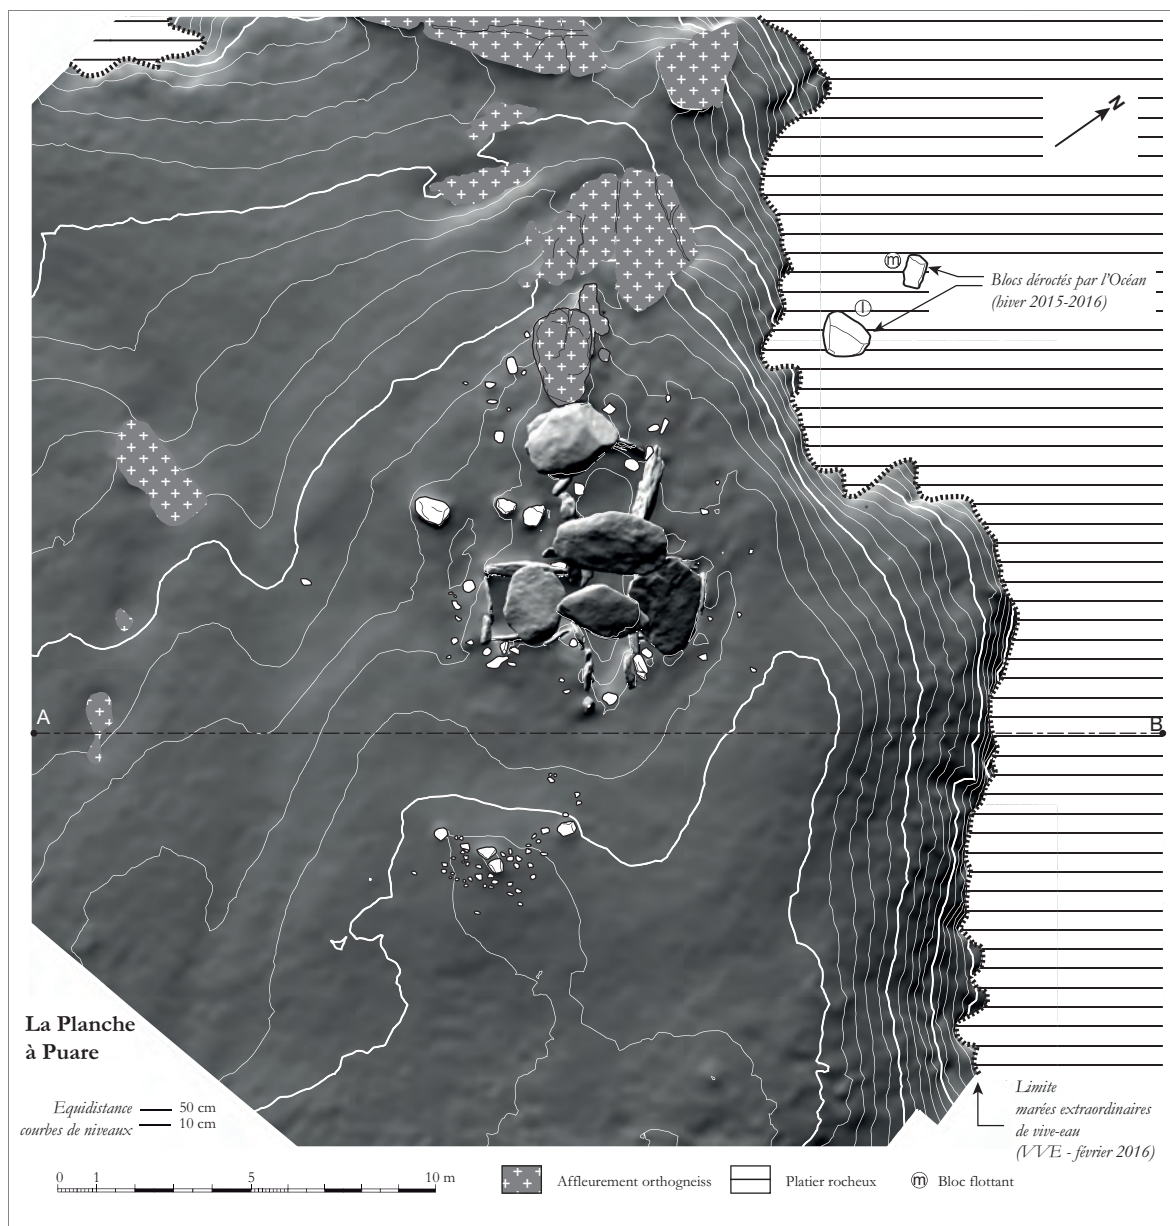 N
m
Blocs déroctés par l'Océan
(hiver 2015-2016)
l
A
B
La Planche
à Puare
Equidistance
courbes de niveaux
50 cm
10 cm
Limite
marées extraordinaires
de vive-eau
(VVE - février 2016)
0 1 5 10 m
Affleurement orthogneiss
Platier rocheux
m Bloc flottant